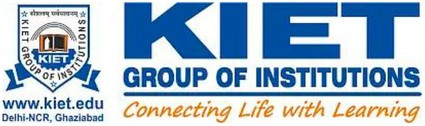 KIET GROUP OF INSTITUTIONS
KIET
www.kiet.edu
Delhi-NCR, Ghaziabad
KIET
GROUP OF INSTITUTIONS
Connecting Life with Learning